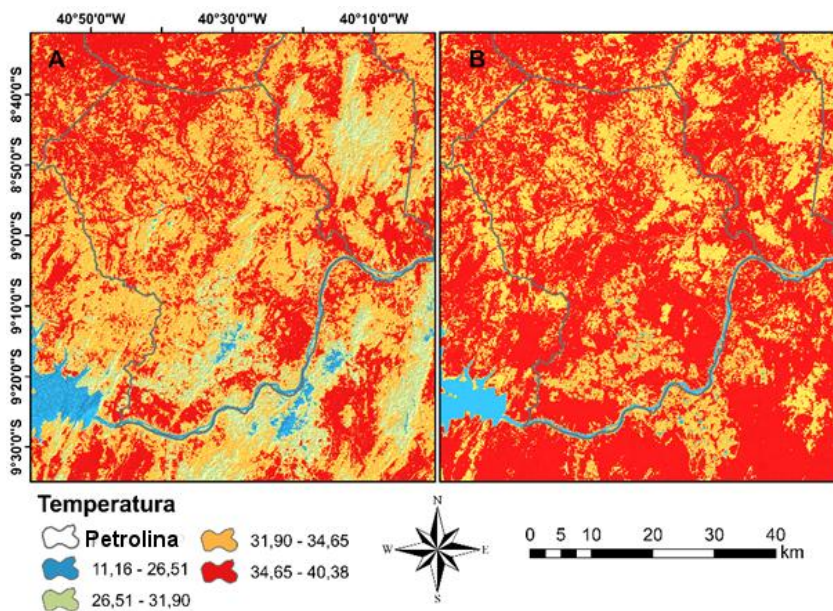 40°50'0"W 40°30'0"W 40°10'0"W
A
B
8°40'0"S
8°50'0"S
9°0'0"S
9°10'0"S
9°20'0"S
9°30'0"S
Temperatura
Petrolina
11,16 - 26,51
26,51 - 31,90
31,90 - 34,65
34,65 - 40,38
N
W E
S
0 5 10 20 30 40
km